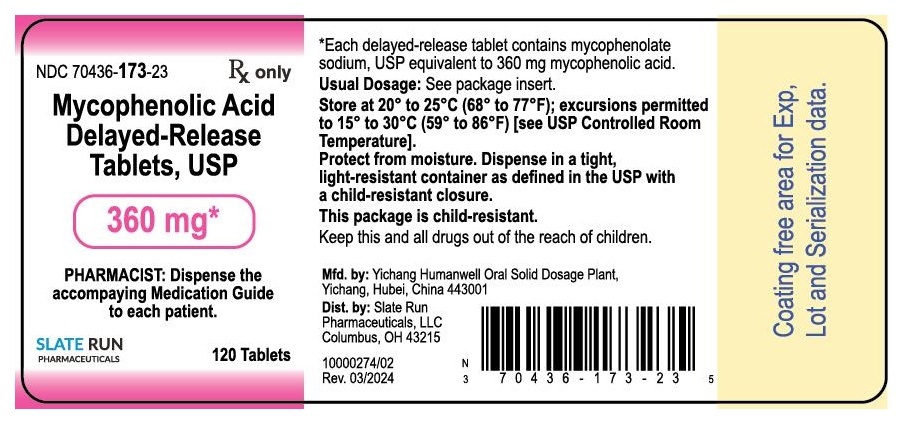 NDC 70436-173-23 Rx only
Mycophenolic Acid
Delayed-Release
Tablets, USP
360 mg*
PHARMACIST: Dispense the
accompaying Medication Guide
to each patient.
SLATE RUN
PHARMACEUTICALS
120 Tablets
*Each delayed-release tablet contains mycophenolate
sodium, USP equivalent to 360 mg mycophenolic acid.
Usual Dosage: See package insert.
Store at 20° to 25°C (68° to 77°F); excursions permitted
to 15° to 30°C (59° to 86°F) [see USP Controlled Room
Temperature].
Protect from moisture. Dispense in a tight,
light-resistant container as defined in the USP with
a child-resistant closure.
This package is child-resistant.
Keep this and all drugs out of the reach of children.
Mfd. by: Yichang Humanwell Oral Solid Dosage Plant,
Yichang, Hubei, China 443001
Dist. by: Slate Run
Pharmaceuticals, LLC
Columbus, OH 43215
10000274/02
Rev. 03/2024
N
3 70436-173-23 5
Coating free area for Exp,
Lot and Serialization data.